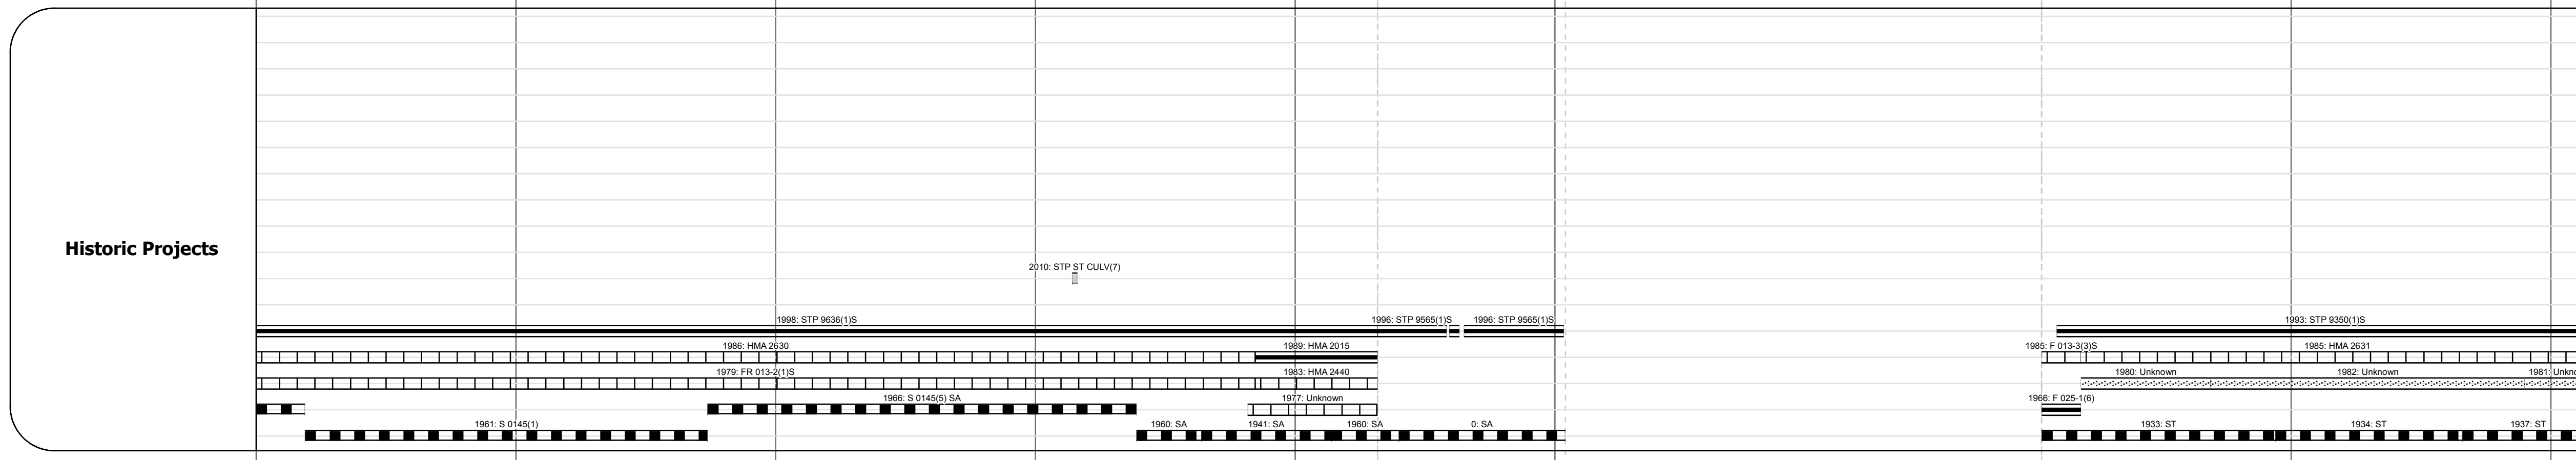 Historic Projects
2010: STP ST CULV(7)
1998: STP 9636(1)S
1996: STP 9565(1)S
1996: STP 9565(1)S
1993: STP 9350(1)S
1986: HMA 2630
1989: HMA 2015
1985: F 013-3(3)S
1985: HMA 2631
1979: FR 013-2(1)S
1983: HMA 2440
1980: Unknown
1982: Unknown
1981: Unkno
1966: S 0145(5) SA
1977: Unknown
1966: F 025-1(6)
1961: S 0145(1)
1960: SA
1941: SA
1960: SA
0: SA
1933: ST
1934: ST
1937: ST